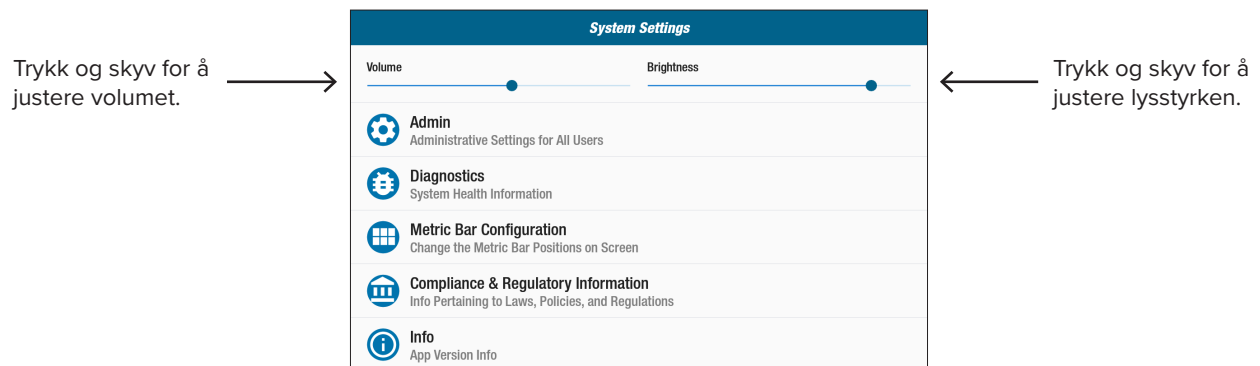 System Settings
Trykk og skyv for å
justere volumet.
Volume
Brightness
Trykk og skyv for å
justere lysstyrken.
Admin
Administrative Settings for All Users
Diagnostics
System Health Information
Metric Bar Configuration
Change the Metric Bar Positions on Screen
Compliance & Regulatory Information
Info Pertaining to Laws, Policies, and Regulations
Info
App Version Info